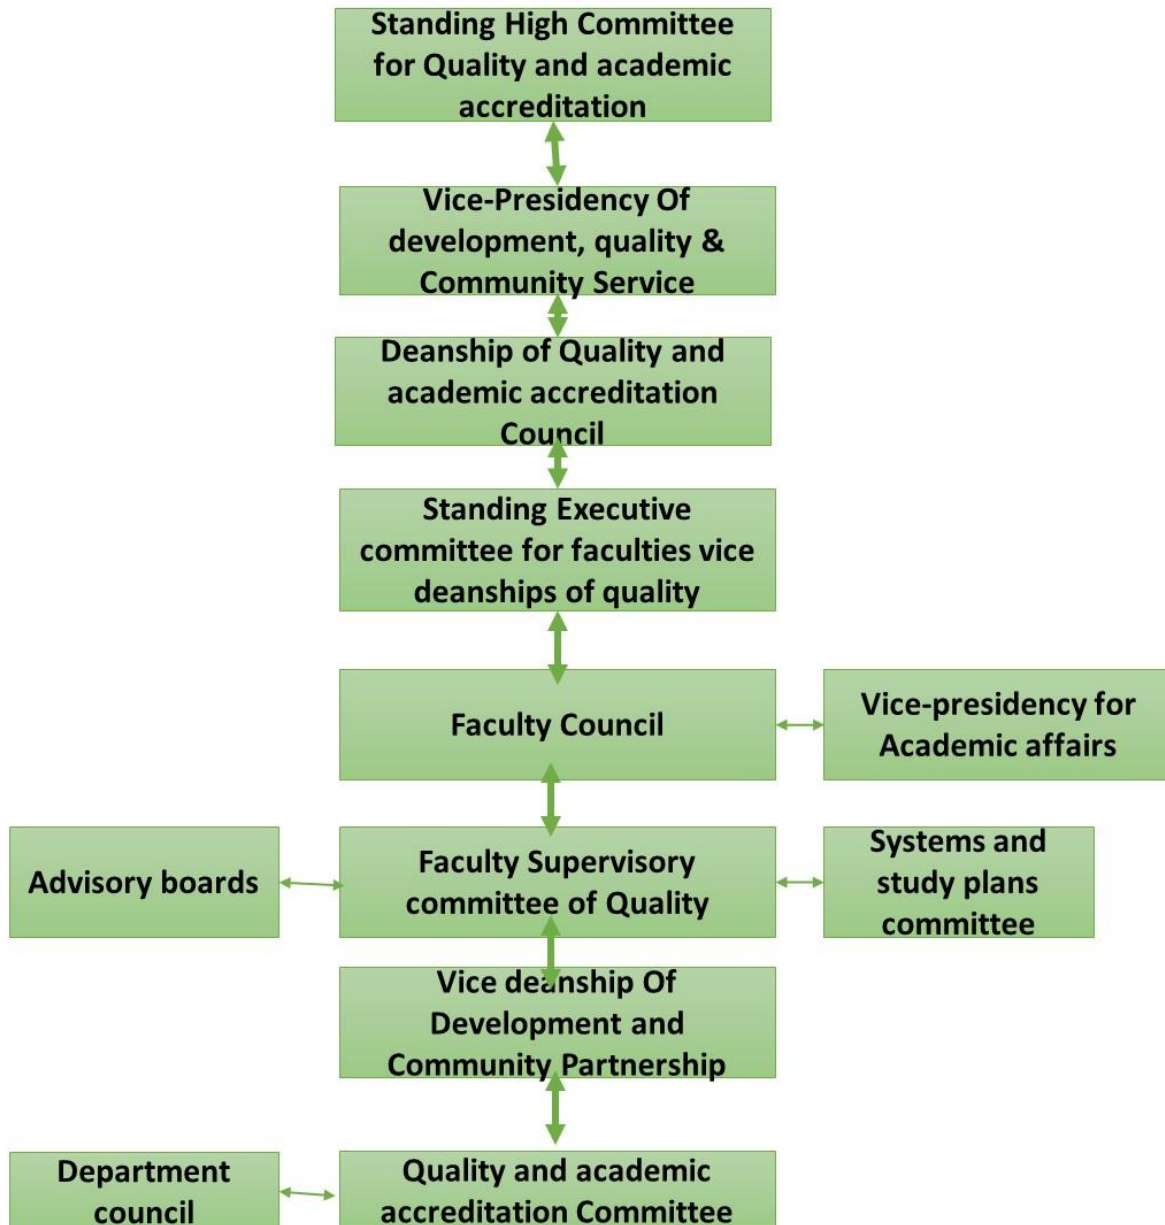 Standing High Committee
for Quality and academic
accreditation
Vice-Presidency Of
development, quality &
Community Service
Deanship of Quality and
academic accreditation
Council
Standing Executive
committee for faculties vice
deanships of quality
Faculty Council
Vice-presidency for
Academic affairs
Advisory boards
Faculty Supervisory
committee of Quality
Systems and
study plans
committee
Vice deanship Of
Development and
Community Partnership
Department
council
Quality and academic
accreditation Committee